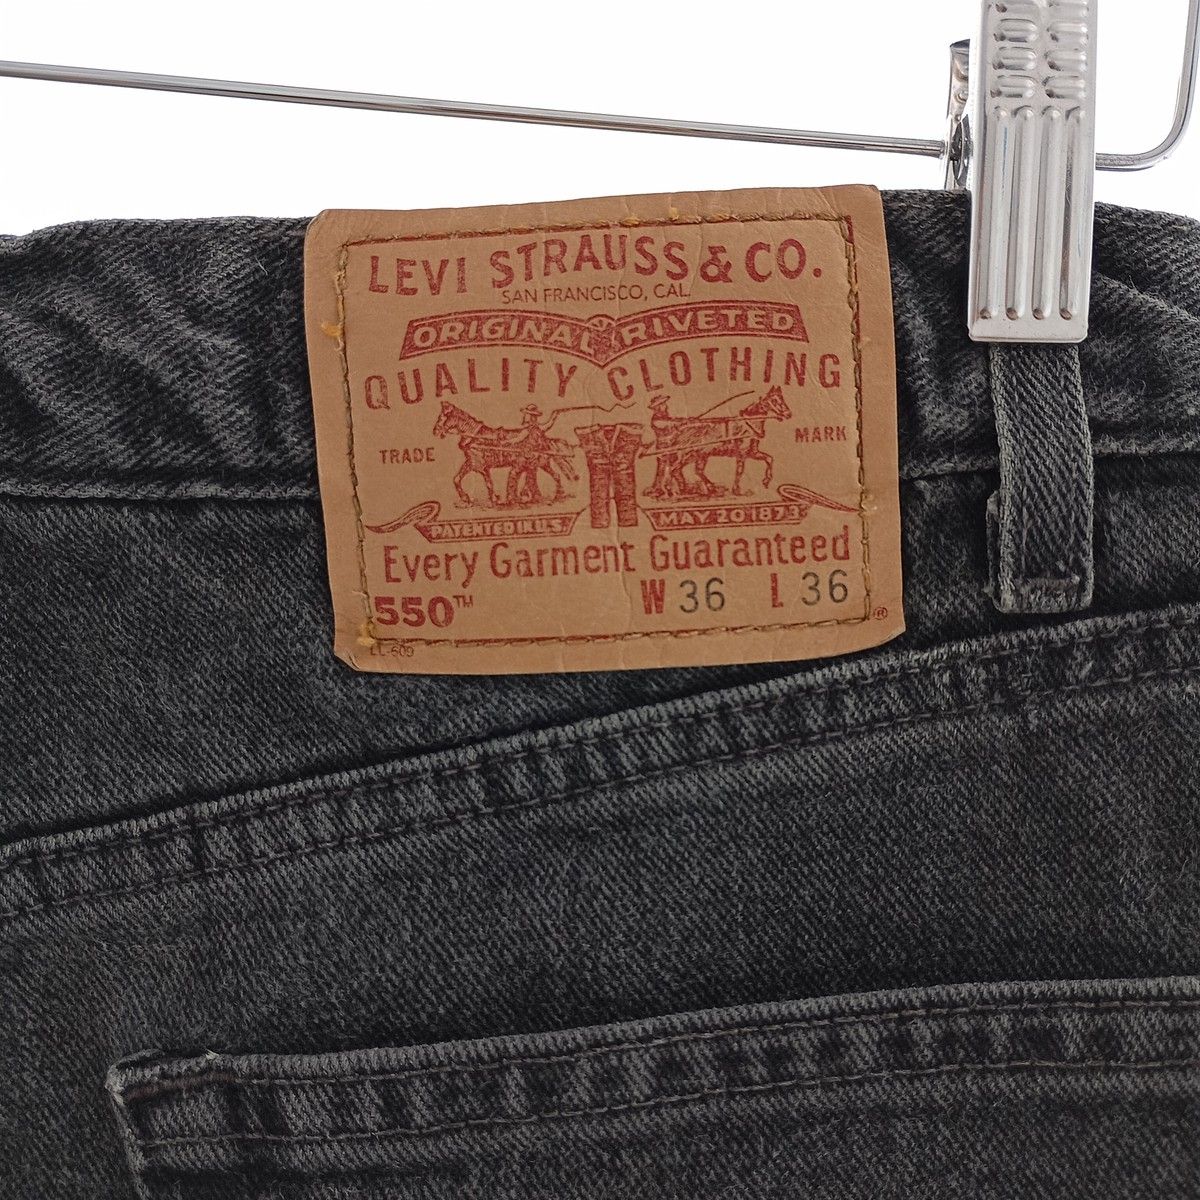 LEVI STRAUSS & CO.
SAN FRANCISCO, CAL.
ORIGINAL RIVETED
QUALITY CLOTHING
TRADE MARK
PATENTED IN U.S. MAY 20 1873
Every Garment Guaranteed
550™ W 36 L 36
®
LL-609